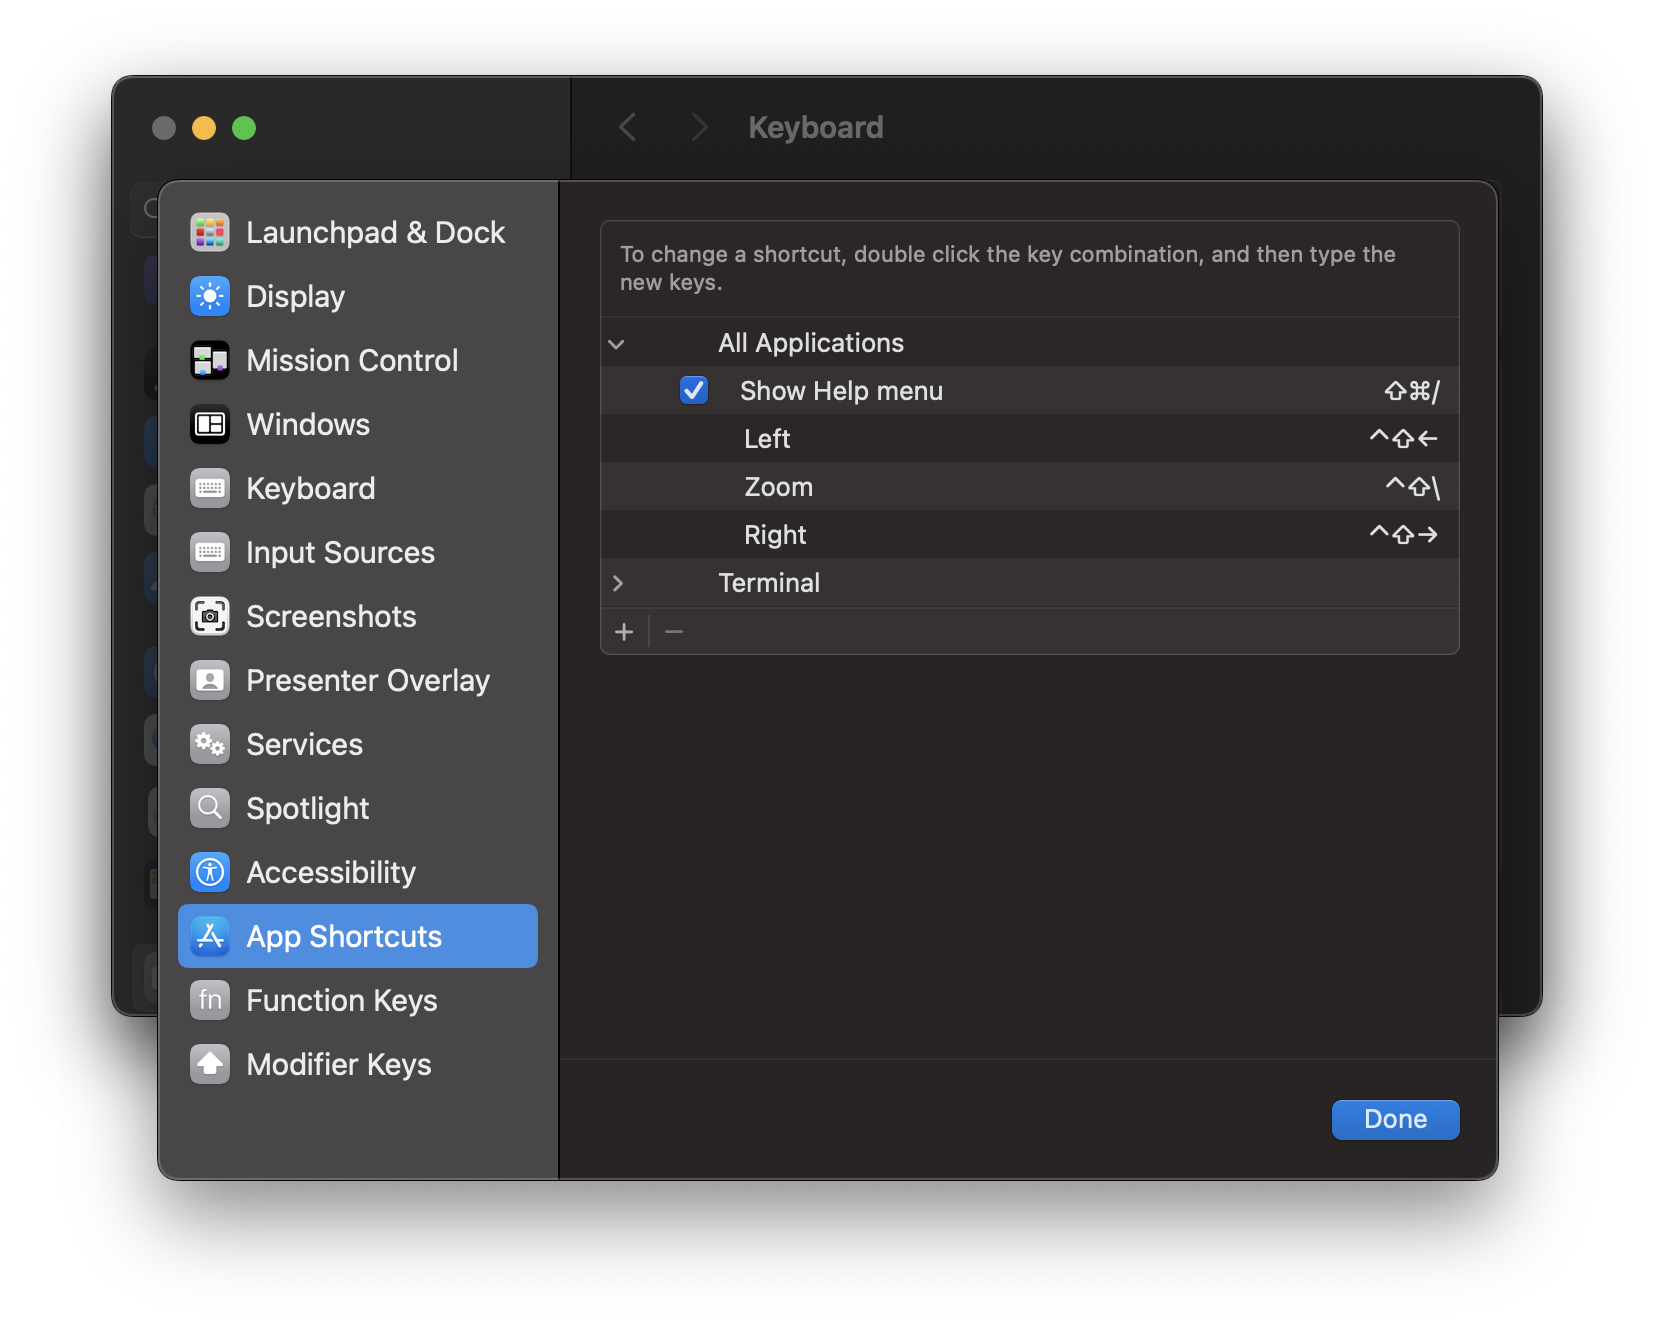 Keyboard
Launchpad & Dock
Display
Mission Control
Windows
Keyboard
Input Sources
Screenshots
Presenter Overlay
Services
Spotlight
Accessibility
App Shortcuts
fn Function Keys
Modifier Keys
To change a shortcut, double click the key combination, and then type the
new keys.
All Applications
Show Help menu ⇧⌘/
Left ^⇧←
Zoom ^⇧\
Right ^⇧→
Terminal
Done